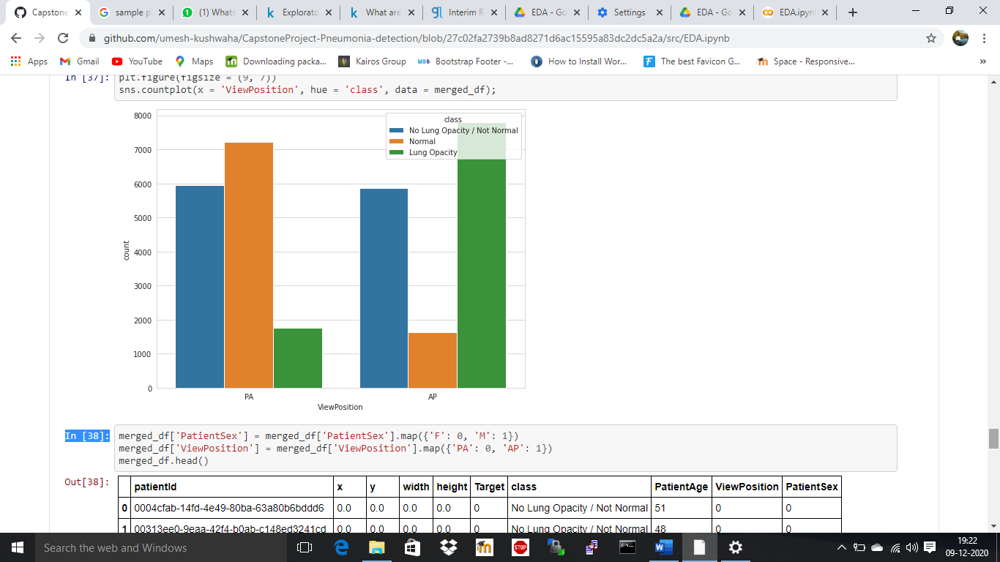 Capstone
sample p
(1) Whats
Explorato
What are
Interim R
EDA - Go
Settings
EDA - Go
EDA.ipyn
github.com/umesh-kushwaha/CapstoneProject-Pneumonia-detection/blob/27c02fa2739b8ad8271d6ac15595a83dc2dc5a2a/src/EDA.ipynb
Apps
Gmail
YouTube
Maps
Downloading packa...
Kairos Group
Bootstrap Footer -...
How to Install Wor...
The best Favicon G...
Space - Responsive...
»
In [37]: plt.figure(figsize = (9, 7))
sns.countplot(x = 'ViewPosition', hue = 'class', data = merged_df);
class
No Lung Opacity / Not Normal
Normal
Lung Opacity
8000
7000
6000
5000
4000
3000
2000
1000
0
count
PA AP
ViewPosition
In [38]: merged_df['PatientSex'] = merged_df['PatientSex'].map({'F': 0, 'M': 1})
merged_df['ViewPosition'] = merged_df['ViewPosition'].map({'PA': 0, 'AP': 1})
merged_df.head()
Out[38]:
patientId x y width height Target class PatientAge ViewPosition PatientSex
0 0004cfab-14fd-4e49-80ba-63a80b6bddd6 0.0 0.0 0.0 0.0 0 No Lung Opacity / Not Normal 51 0 0
1 00313ee0-9eaa-42f4-b0ab-c148ed3241cd 0.0 0.0 0.0 0.0 0 No Lung Opacity / Not Normal 48 0 0
Search the web and Windows
STOP
19:22
09-12-2020